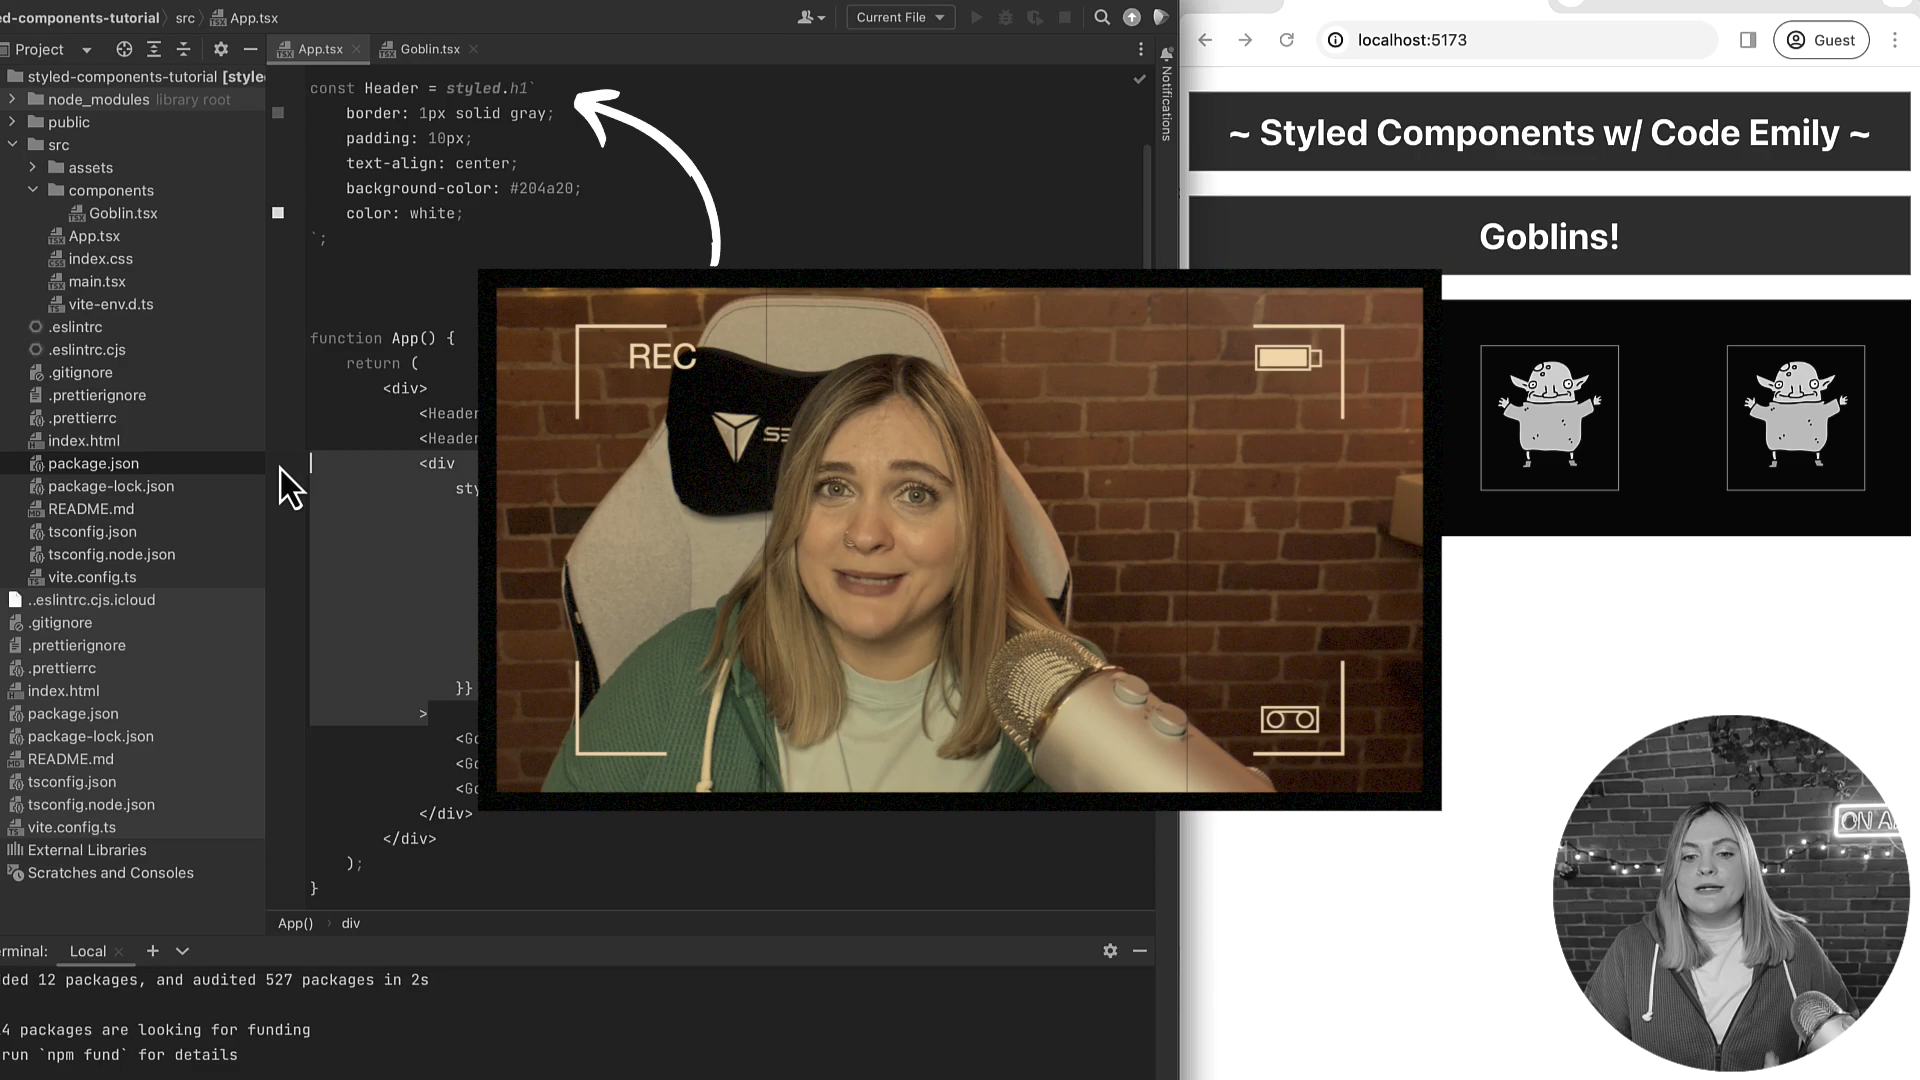 ed-components-tutorial
src
App.tsx
Current File
Project
App.tsx
Goblin.tsx
Notifications
styled-components-tutorial [style
node_modules library root
public
src
assets
components
Goblin.tsx
App.tsx
index.css
main.tsx
vite-env.d.ts
.eslintrc
.eslintrc.cjs
.gitignore
.prettierignore
.prettierrc
index.html
package.json
package-lock.json
README.md
tsconfig.json
tsconfig.node.json
vite.config.ts
..eslintrc.cjs.icloud
.gitignore
.prettierignore
.prettierrc
index.html
package.json
package-lock.json
README.md
tsconfig.json
tsconfig.node.json
vite.config.ts
External Libraries
Scratches and Consoles
const Header = styled.h1`
border: 1px solid gray;
padding: 10px;
text-align: center;
background-color: #204a20;
color: white;
`;
function App() {
return (
<div>
<Header
<Header
<div
sty
}}
>
<Go
<Go
<Go
</div>
</div>
);
}
App()
div
erminal:
Local
ded 12 packages, and audited 527 packages in 2s
4 packages are looking for funding
run `npm fund` for details
REC
localhost:5173
Guest
~ Styled Components w/ Code Emily ~
Goblins!
ON A